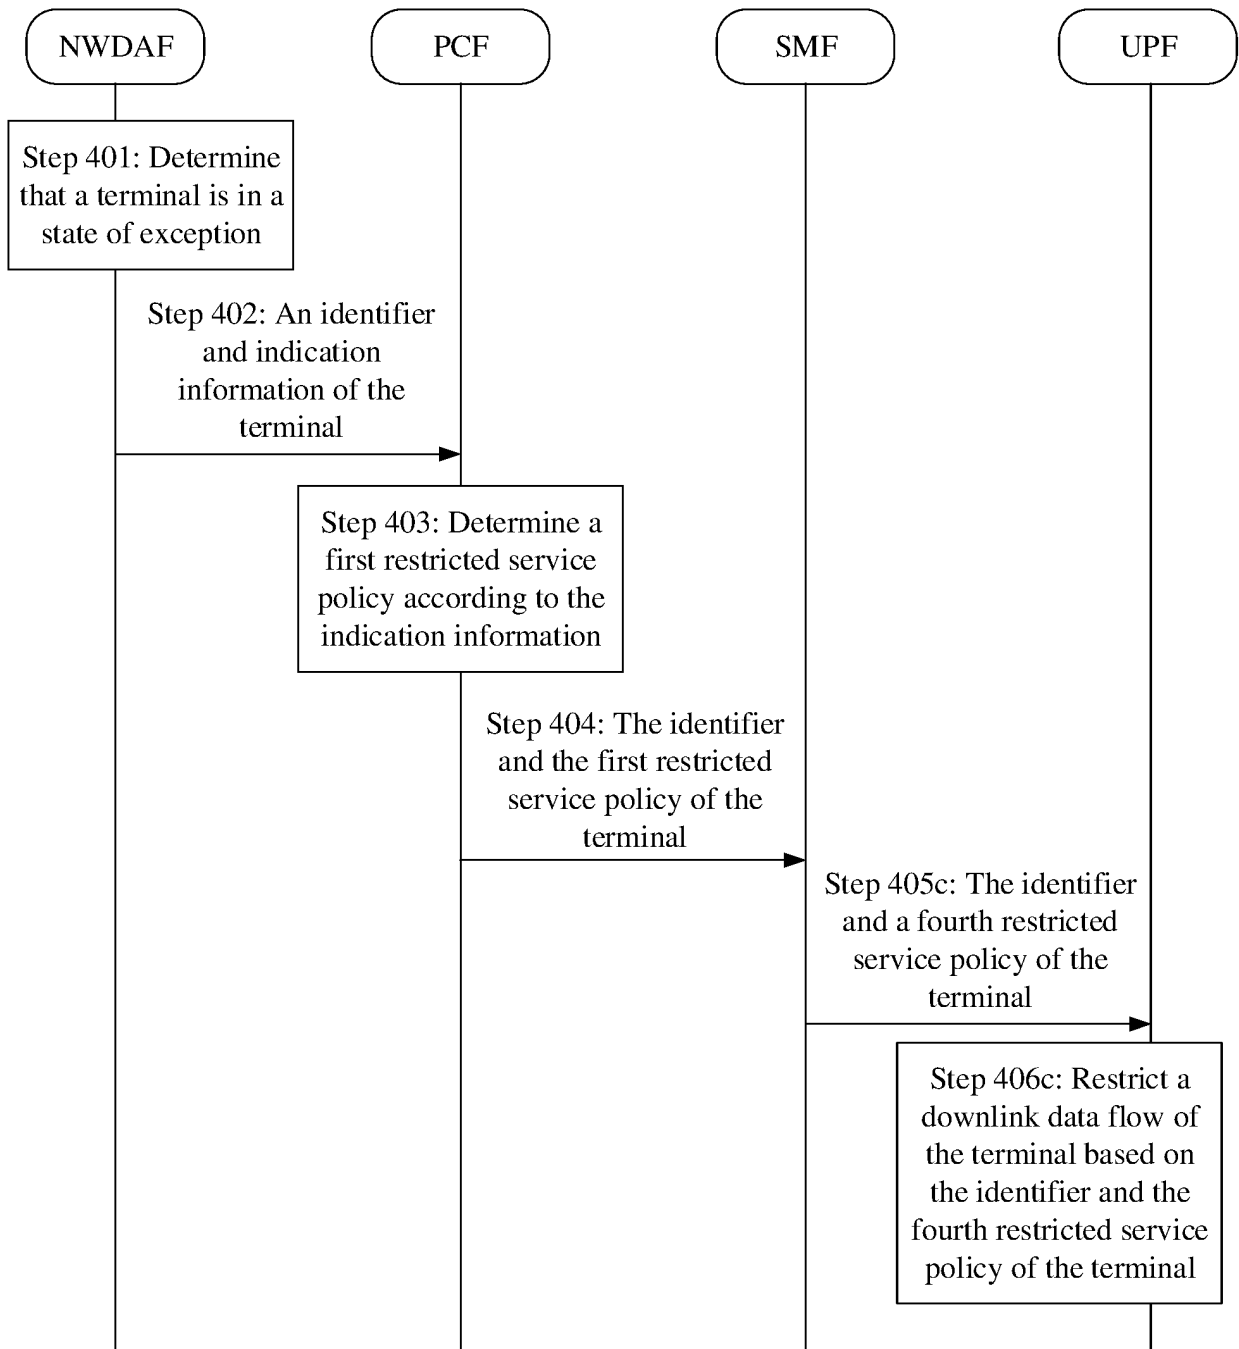 NWDAF
PCF
SMF
UPF
Step 401: Determine
that a terminal is in a
state of exception
Step 402: An identifier
and indication
information of the
terminal
Step 403: Determine a
first restricted service
policy according to the
indication information
Step 404: The identifier
and the first restricted
service policy of the
terminal
Step 405c: The identifier
and a fourth restricted
service policy of the
terminal
Step 406c: Restrict a
downlink data flow of
the terminal based on
the identifier and the
fourth restricted service
policy of the terminal